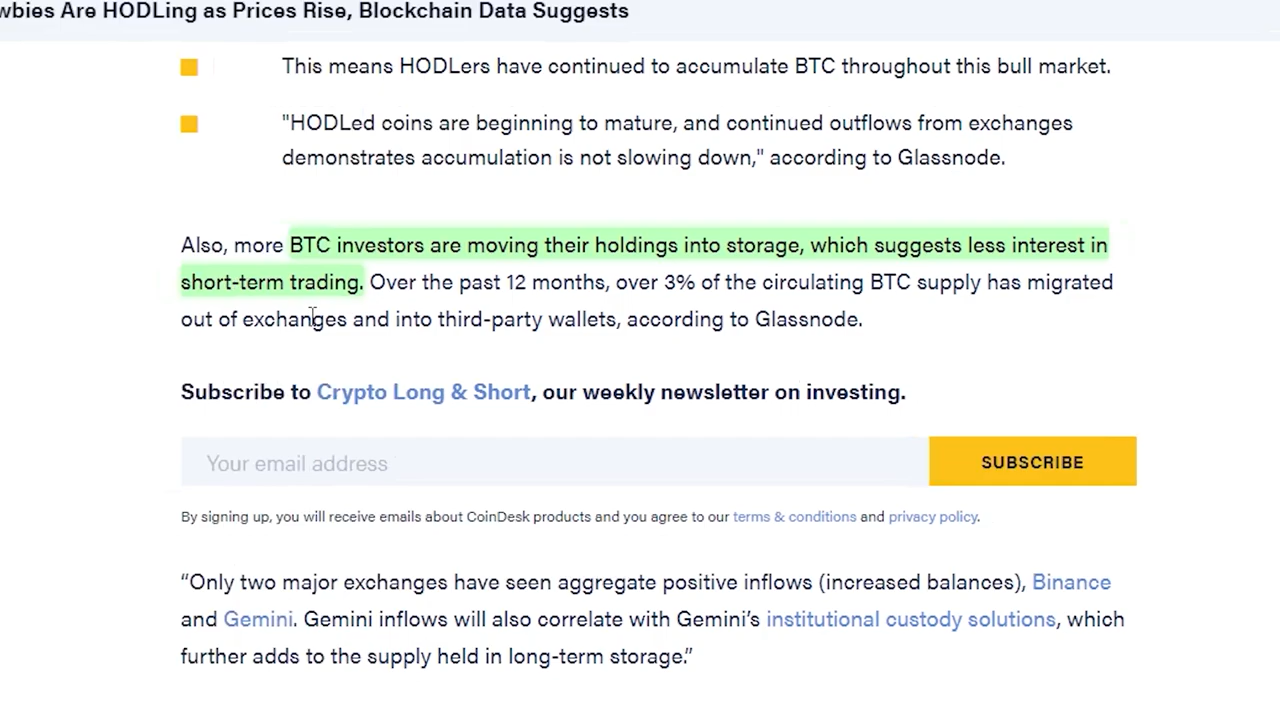 Are HODLing as Prices Rise, Blockchain Data Suggests
This means HODLers have continued to accumulate BTC throughout this bull market.
"HODLed coins are beginning to mature, and continued outflows from exchanges
demonstrates accumulation is not slowing down," according to Glassnode.
Also, more BTC investors are moving their holdings into storage, which suggests less interest in
short-term trading. Over the past 12 months, over 3% of the circulating BTC supply has migrated
out of exchanges and into third-party wallets, according to Glassnode.
Subscribe to Crypto Long & Short, our weekly newsletter on investing.
Your email address
SUBSCRIBE
By signing up, you will receive emails about CoinDesk products and you agree to our terms & conditions and privacy policy.
“Only two major exchanges have seen aggregate positive inflows (increased balances), Binance
and Gemini. Gemini inflows will also correlate with Gemini’s institutional custody solutions, which
further adds to the supply held in long-term storage.”